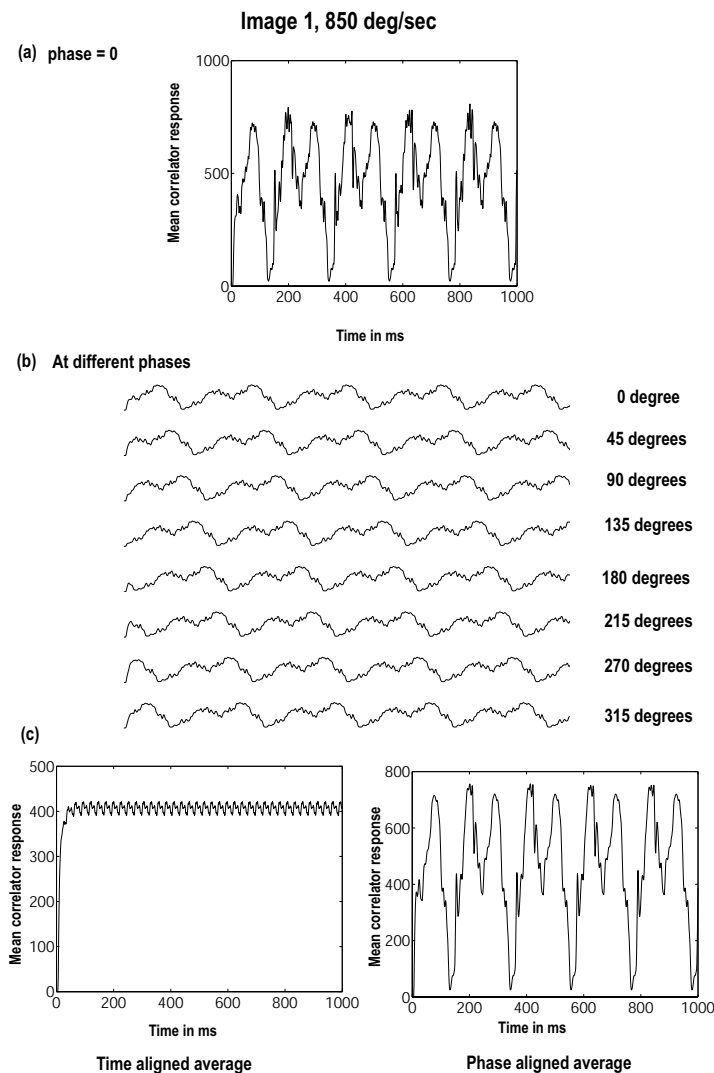 Image 1, 850 deg/sec
(a) phase = 0
1000
500
0
Mean correlator response
0 200 400 600 800 1000
Time in ms
(b) At different phases
0 degree
45 degrees
90 degrees
135 degrees
180 degrees
215 degrees
270 degrees
315 degrees
(c)
500
400
300
200
100
0
Mean correlator response
0 200 400 600 800 1000
Time in ms
Time aligned average
800
600
400
200
0
Mean correlator response
0 200 400 600 800 1000
Time in ms
Phase aligned average